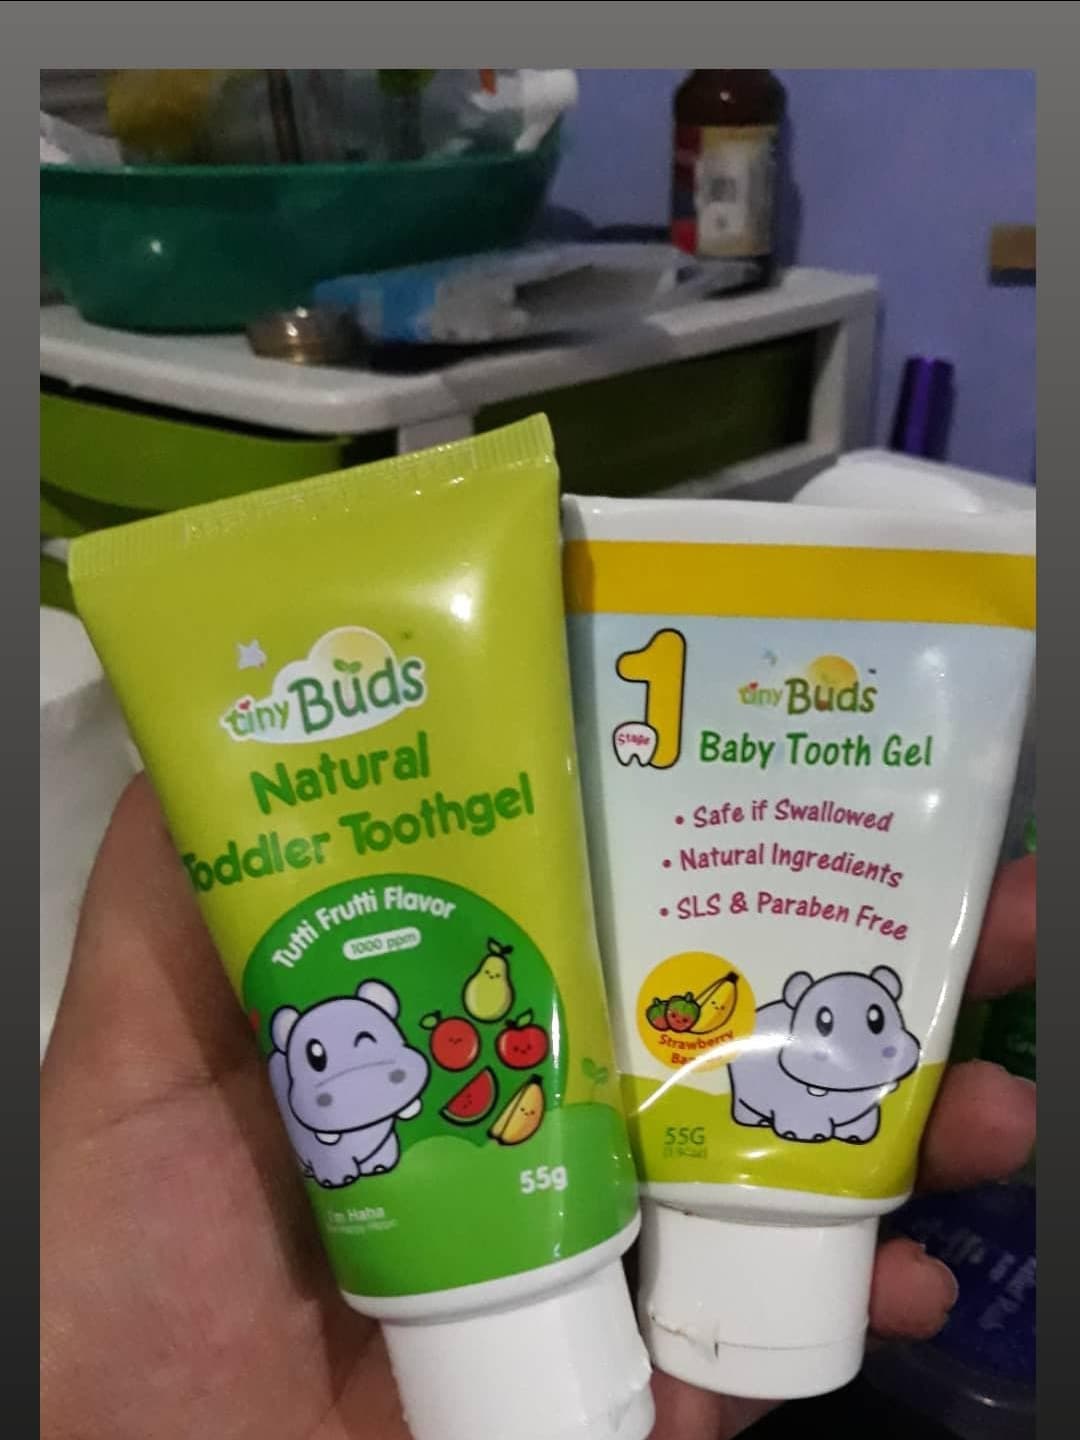 tiny Buds
Natural
Toddler Toothgel
Tutti Frutti Flavor
1000 ppm
55g
I'm Haha
1
Stage
tiny Buds
Baby Tooth Gel
• Safe if Swallowed
• Natural Ingredients
• SLS & Paraben Free
Strawberry
55G